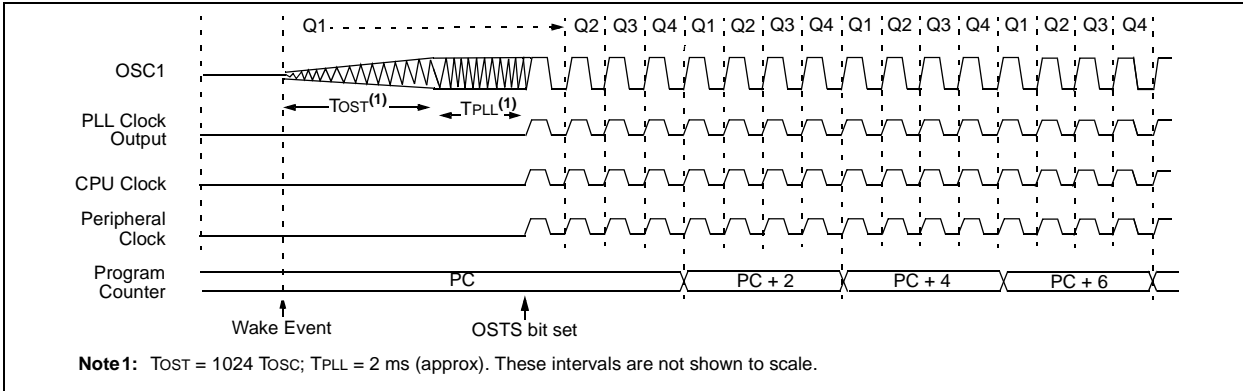 Q1 Q2 Q3 Q4 Q1 Q2 Q3 Q4 Q1 Q2 Q3 Q4 Q1 Q2 Q3 Q4
OSC1
TOST(1) TPLL(1)
PLL Clock
Output
CPU Clock
Peripheral
Clock
Program
Counter
PC PC + 2 PC + 4 PC + 6
Wake Event OSTS bit set
Note1: TOST = 1024 TOSC; TPLL = 2 ms (approx). These intervals are not shown to scale.